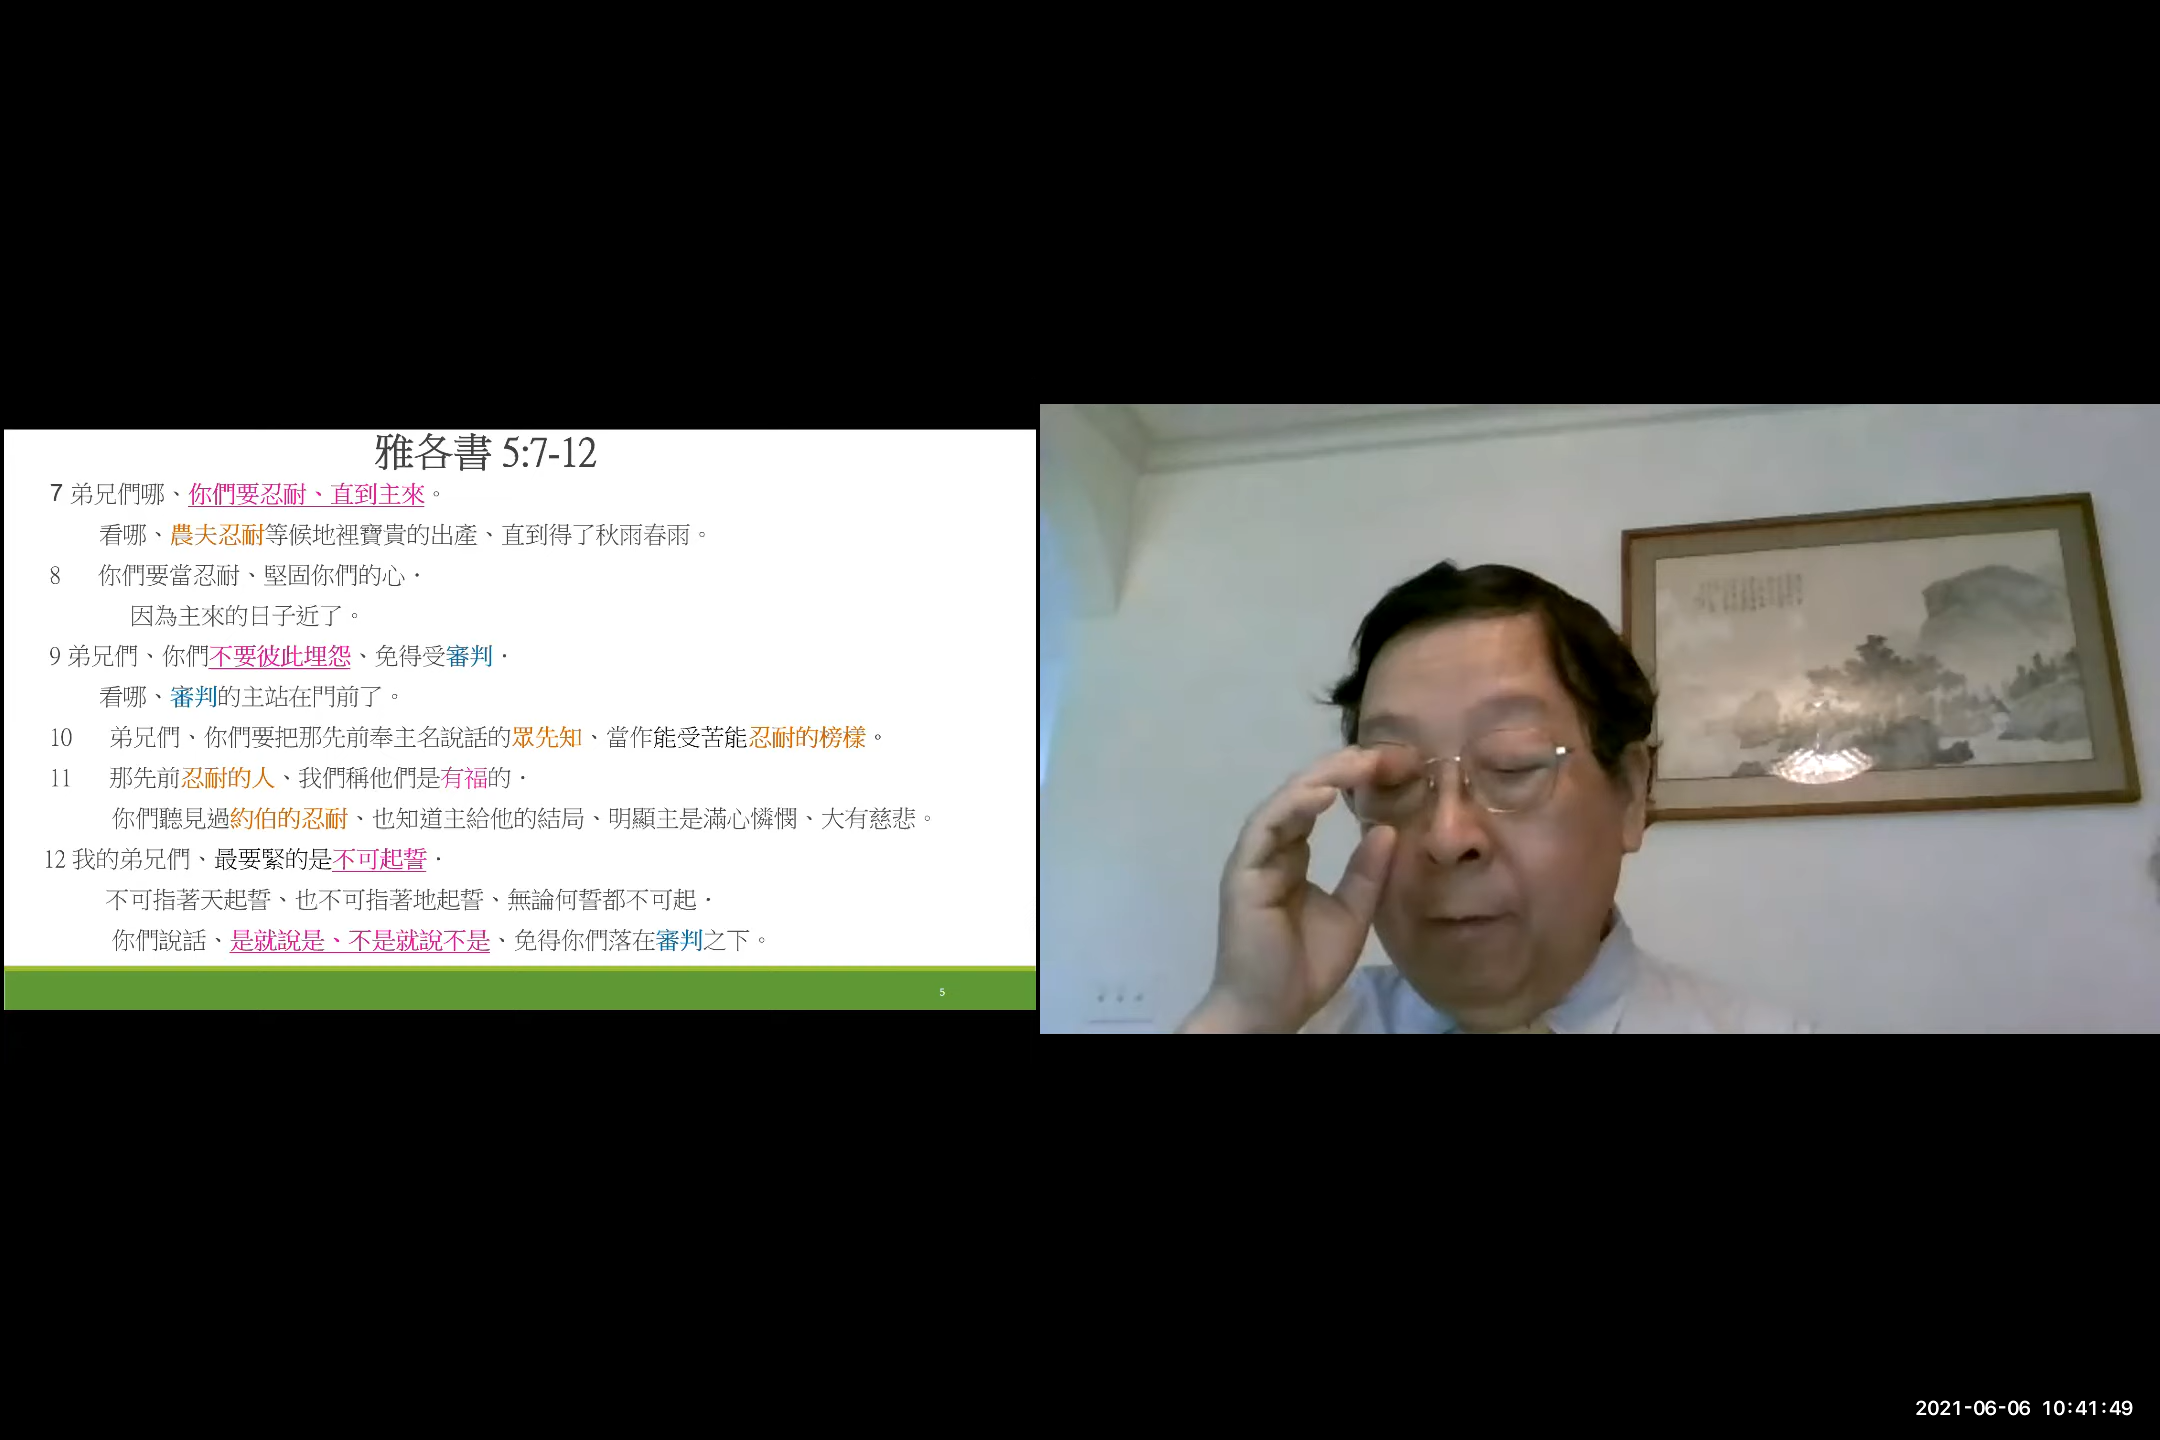 雅各書 5:7-12
7 弟兄們哪、你們要忍耐、直到主來。
看哪、農夫忍耐等候地裡寶貴的出產、直到得了秋雨春雨。
8 你們要當忍耐、堅固你們的心．
因為主來的日子近了。
9 弟兄們、你們不要彼此埋怨、免得受審判．
看哪、審判的主站在門前了。
10 弟兄們、你們要把那先前奉主名說話的眾先知、當作能受苦能忍耐的榜樣。
11 那先前忍耐的人、我們稱他們是有福的．
你們聽見過約伯的忍耐、也知道主給他的結局、明顯主是滿心憐憫、大有慈悲。
12 我的弟兄們、最要緊的是不可起誓．
不可指著天起誓、也不可指著地起誓、無論何誓都不可起．
你們說話、是就說是、不是就說不是、免得你們落在審判之下。
5
2021-06-06 10:41:49